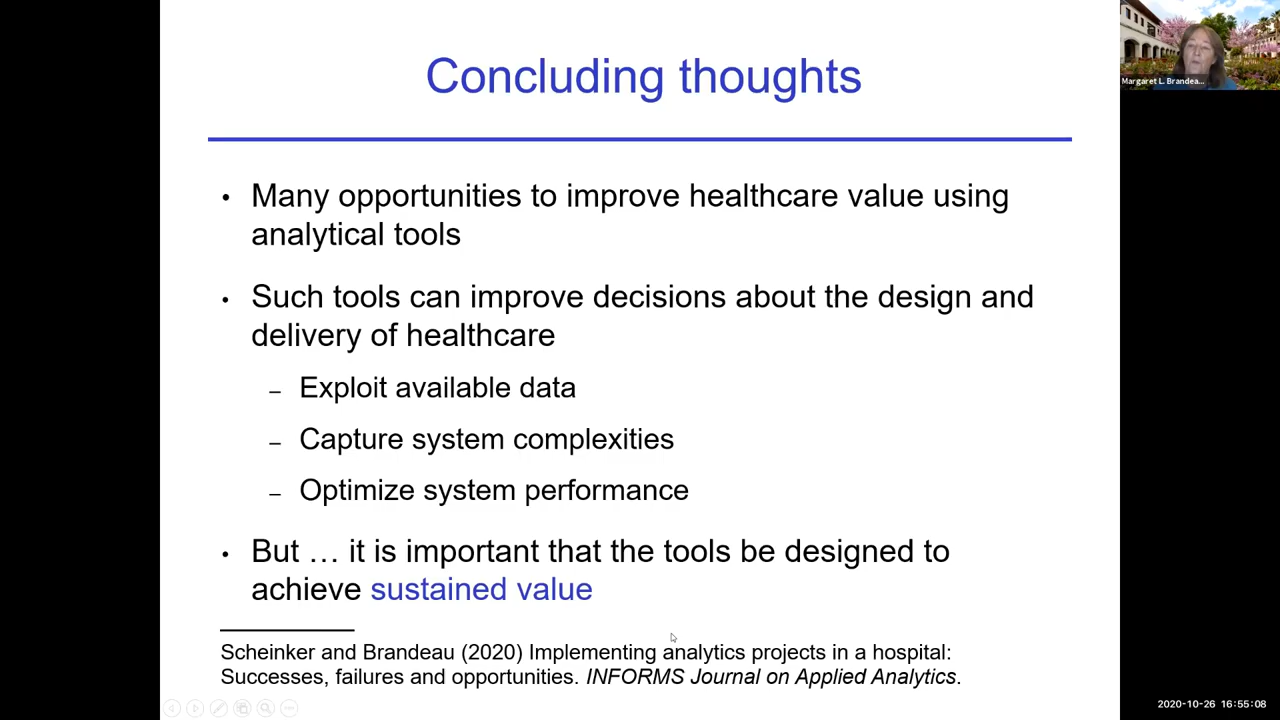 Concluding thoughts
Margaret L. Brandea...
• Many opportunities to improve healthcare value using
analytical tools
• Such tools can improve decisions about the design and
delivery of healthcare
– Exploit available data
– Capture system complexities
– Optimize system performance
• But … it is important that the tools be designed to
achieve sustained value
Scheinker and Brandeau (2020) Implementing analytics projects in a hospital:
Successes, failures and opportunities. INFORMS Journal on Applied Analytics.
2020-10-26 16:55:08